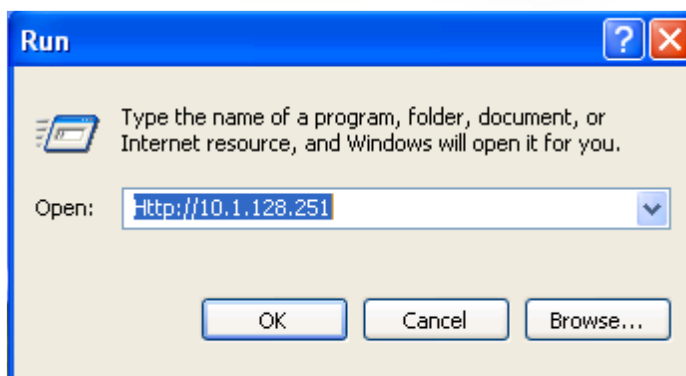 Run
Type the name of a program, folder, document, or
Internet resource, and Windows will open it for you.
Open: Http://10.1.128.251
OK Cancel Browse...